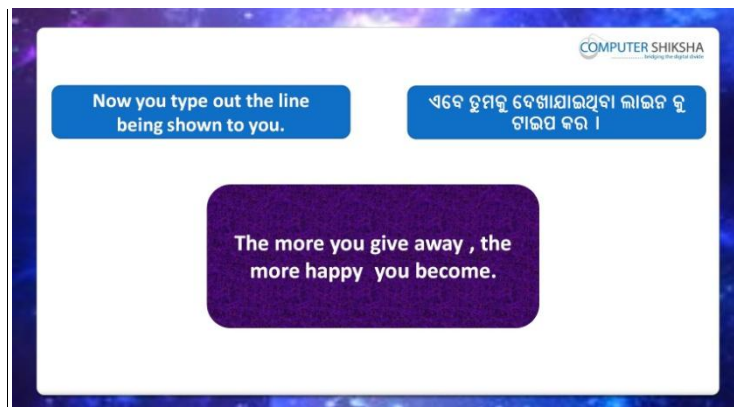 COMPUTER SHIKSHA
bridging the digital divide
Now you type out the line
being shown to you.
ଏବେ ତୁମକୁ ଦେଖାଯାଇଥିବା ଲାଇନ କୁ
ଟାଇପ କର ।
The more you give away , the
more happy you become.